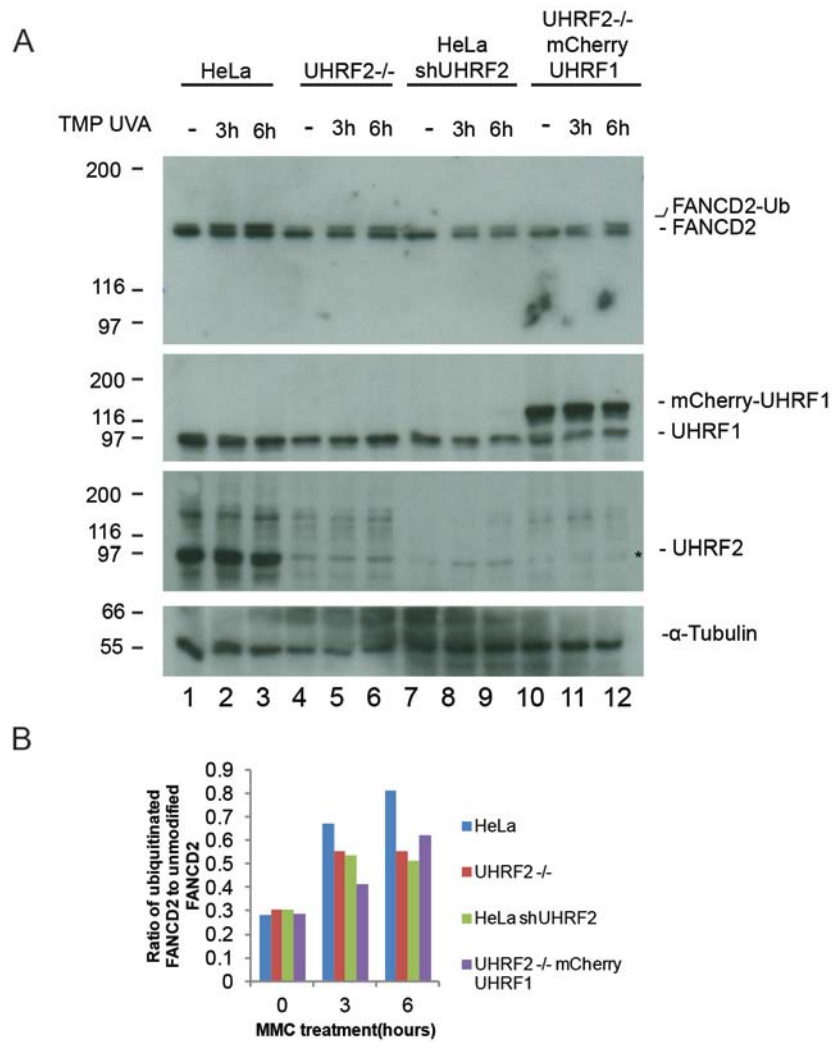 A
HeLa
UHRF2-/-
HeLa
shUHRF2
UHRF2-/-
mCherry
UHRF1
TMP UVA
- 3h 6h - 3h 6h - 3h 6h - 3h 6h
200 –
116 –
97 –
FANCD2-Ub
- FANCD2
200 –
116 –
97 –
- mCherry-UHRF1
- UHRF1
200 –
116 –
97 –
* - UHRF2
66 –
55 –
-α-Tubulin
1 2 3 4 5 6 7 8 9 10 11 12
B
Ratio of ubiquitinated
FANCD2 to unmodified
FANCD2
0.9
0.8
0.7
0.6
0.5
0.4
0.3
0.2
0.1
0
0 3 6
MMC treatment(hours)
HeLa
UHRF2 -/-
HeLa shUHRF2
UHRF2 -/- mCherry
UHRF1